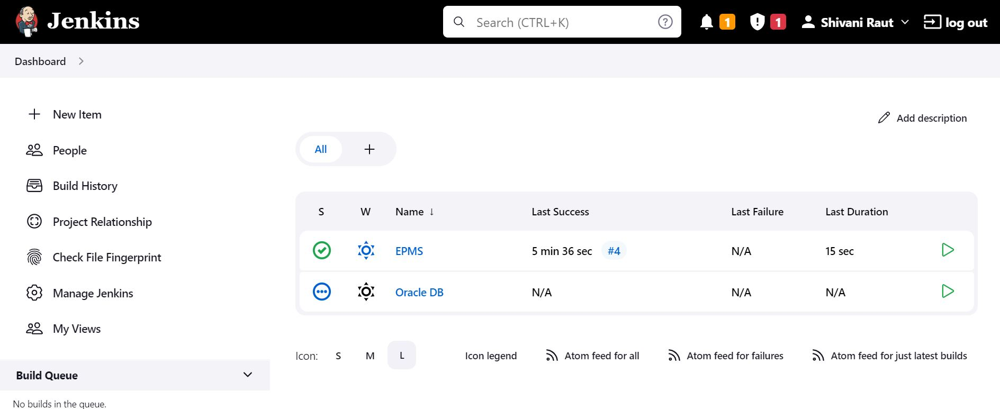 Jenkins
Search (CTRL+K)
1
1
Shivani Raut
log out
Dashboard
New Item
People
Build History
Project Relationship
Check File Fingerprint
Manage Jenkins
My Views
Build Queue
No builds in the queue.
Add description
All
S W Name ↓ Last Success Last Failure Last Duration
EPMS 5 min 36 sec #4 N/A 15 sec
Oracle DB N/A N/A N/A
Icon: S M L Icon legend Atom feed for all Atom feed for failures Atom feed for just latest builds